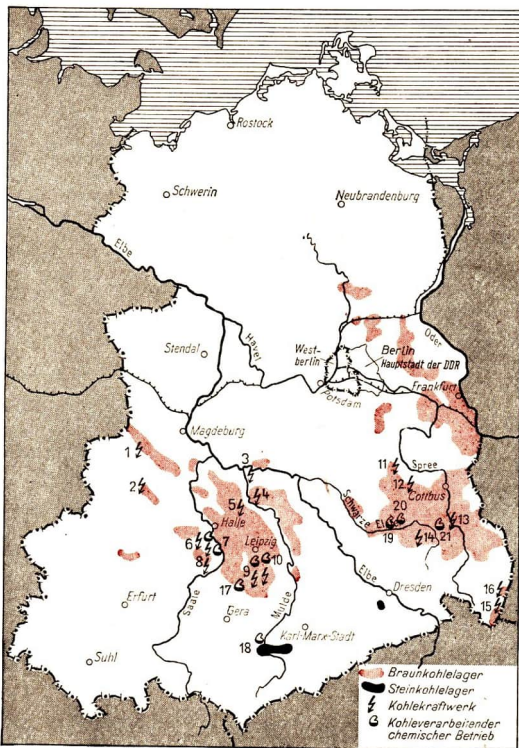 Rostock
Schwerin
Neubrandenburg
Elbe
Oder
Havel
Stendal
West-
berlin
Berlin
Hauptstadt der DDR
Potsdam
Frankfurt
Magdeburg
1
2
3
4
5
Halle
6
7
8
Leipzig
9
10
17
Saale
Mulde
Elbe
Schwarze Elster
Spree
11
12
Cottbus
20
19
21
13
14
Dresden
16
15
Erfurt
Gera
Suhl
18
Karl-Marx-Stadt
Braunkohlelager
Steinkohlelager
Kohlekraftwerk
Kohleverarbeitender
chemischer Betrieb